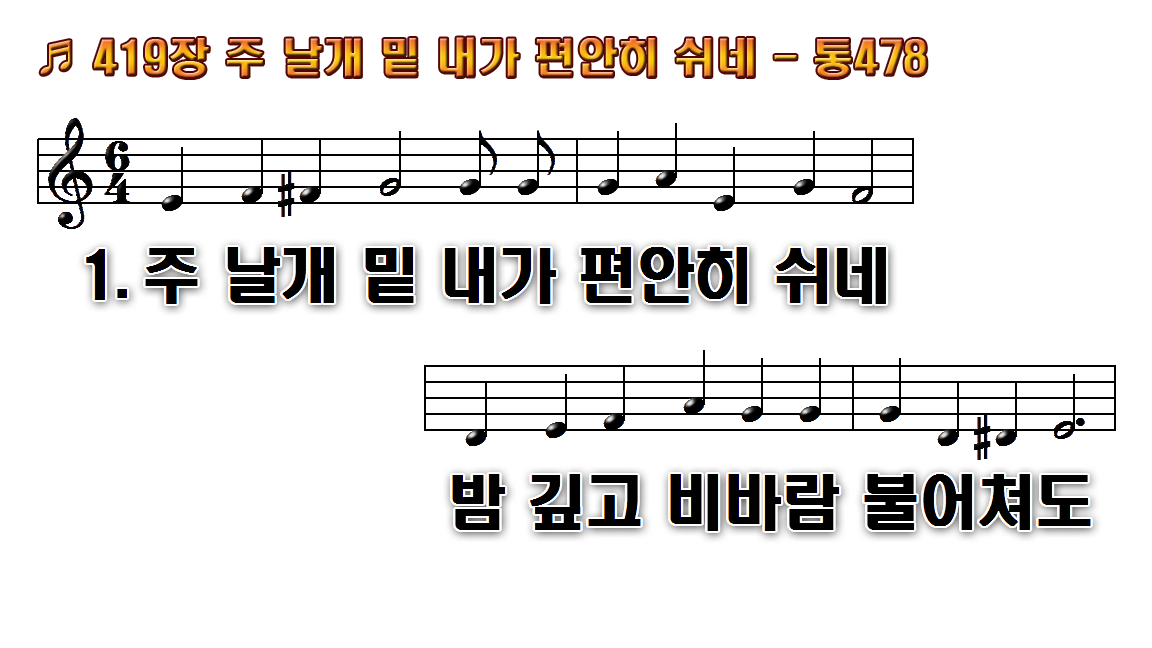 ♬ 419장 주 날개 밑 내가 편안히 쉬네 - 통478
6
4
1. 주 날개 밑 내가 편안히 쉬네
밤 깊고 비바람 불어쳐도